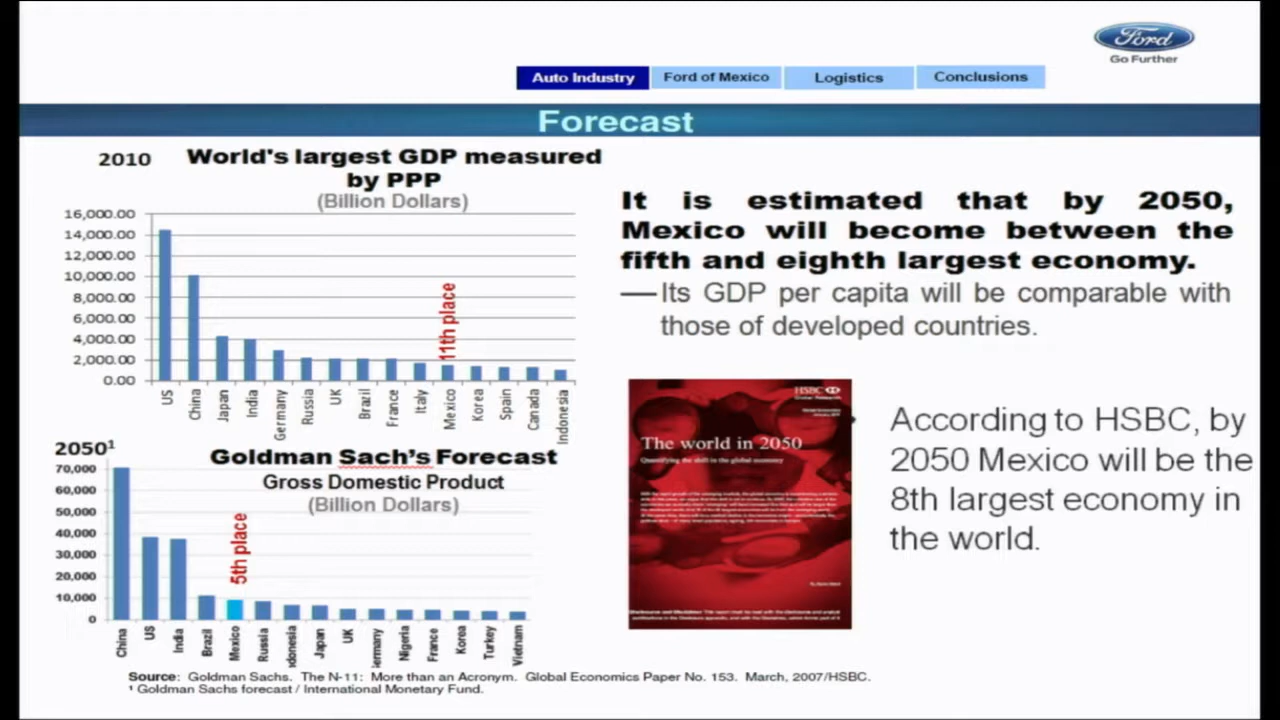 Ford
Go Further
Auto Industry
Ford of Mexico
Logistics
Conclusions
Forecast
2010
World's largest GDP measured
by PPP
(Billion Dollars)
16,000.00
14,000.00
12,000.00
10,000.00
8,000.00
6,000.00
4,000.00
2,000.00
0.00
11th place
US
China
Japan
India
Germany
Russia
UK
Brazil
France
Italy
Mexico
Korea
Spain
Canada
Indonesia
2050¹
Goldman Sach's Forecast
Gross Domestic Product
(Billion Dollars)
70,000
60,000
50,000
40,000
30,000
20,000
10,000
0
5th place
China
US
India
Brazil
Mexico
Russia
donesia
Japan
UK
ermany
Nigeria
France
Korea
Turkey
Vietnam
It is estimated that by 2050,
Mexico will become between the
fifth and eighth largest economy.
—Its GDP per capita will be comparable with
those of developed countries.
HSBC
The world in 2050
Quantifying the shift in the global economy
According to HSBC, by
2050 Mexico will be the
8th largest economy in
the world.
Source: Goldman Sachs. The N-11: More than an Acronym. Global Economics Paper No. 153. March, 2007/HSBC.
¹ Goldman Sachs forecast / International Monetary Fund.